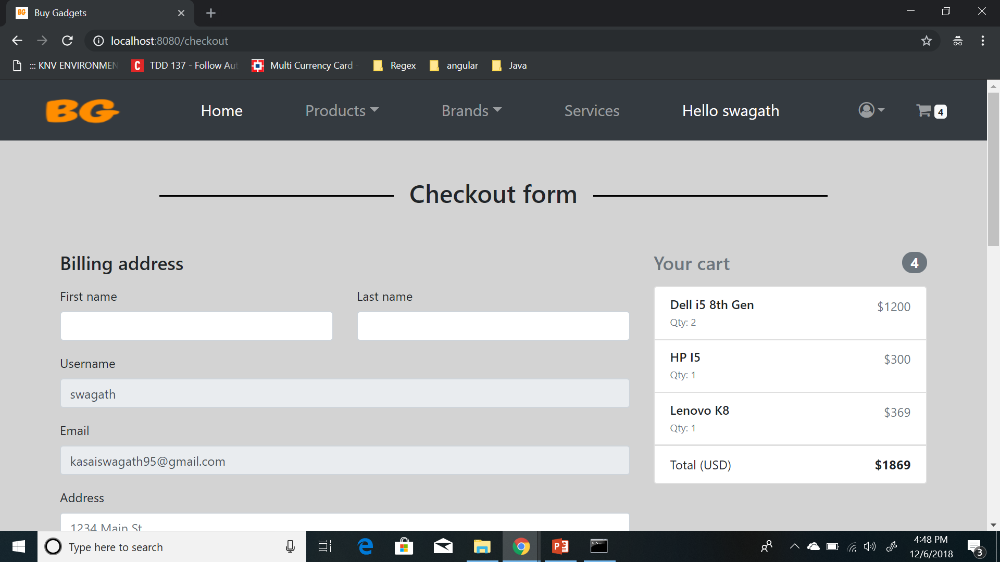 BG Buy Gadgets
localhost:8080/checkout
::: KNV ENVIRONMEN TDD 137 - Follow Aut Multi Currency Card - Regex angular Java
BG Home Products Brands Services Hello swagath 4
Checkout form
Billing address
First name Last name
Username
swagath
Email
kasaiswagath95@gmail.com
Address
1234 Main St
Your cart 4
Dell i5 8th Gen $1200
Qty: 2
HP I5 $300
Qty: 1
Lenovo K8 $369
Qty: 1
Total (USD) $1869
Type here to search
4:48 PM
12/6/2018
3